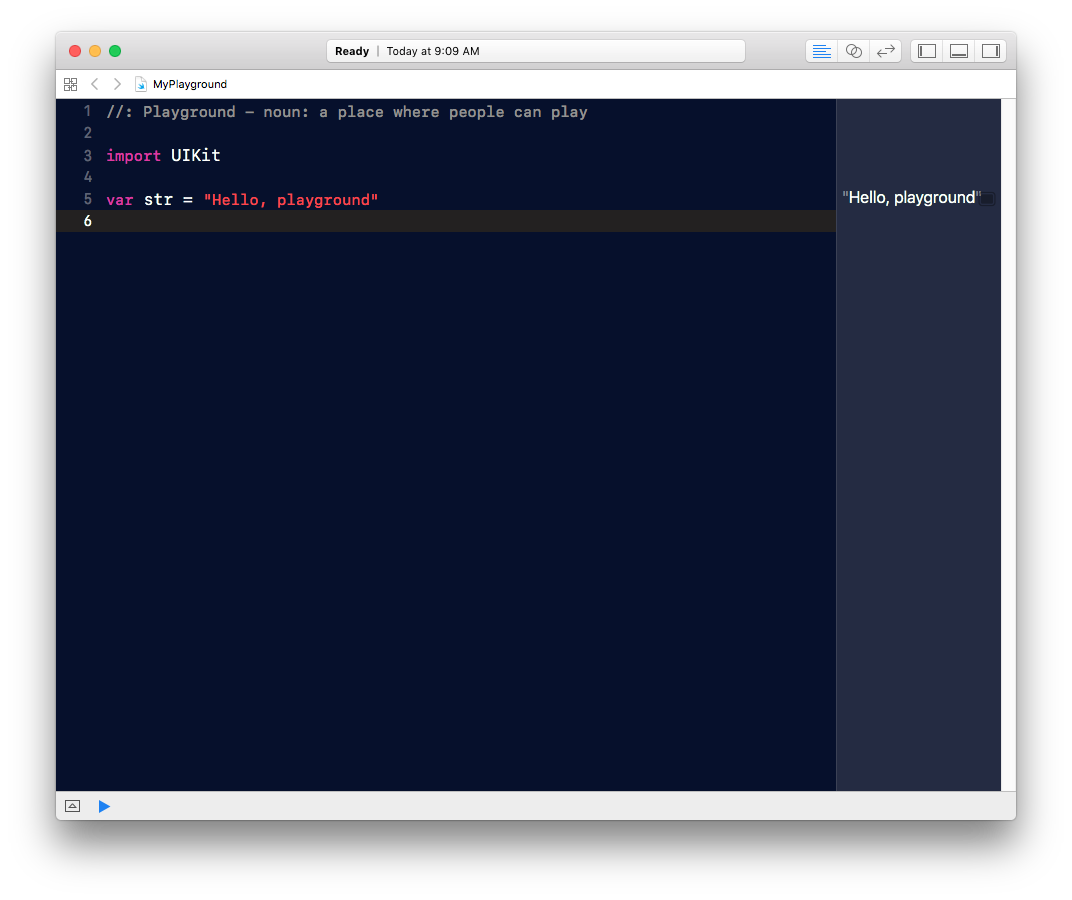 Ready | Today at 9:09 AM
MyPlayground
1 //: Playground - noun: a place where people can play
2
3 import UIKit
4
5 var str = "Hello, playground"
"Hello, playground"
6